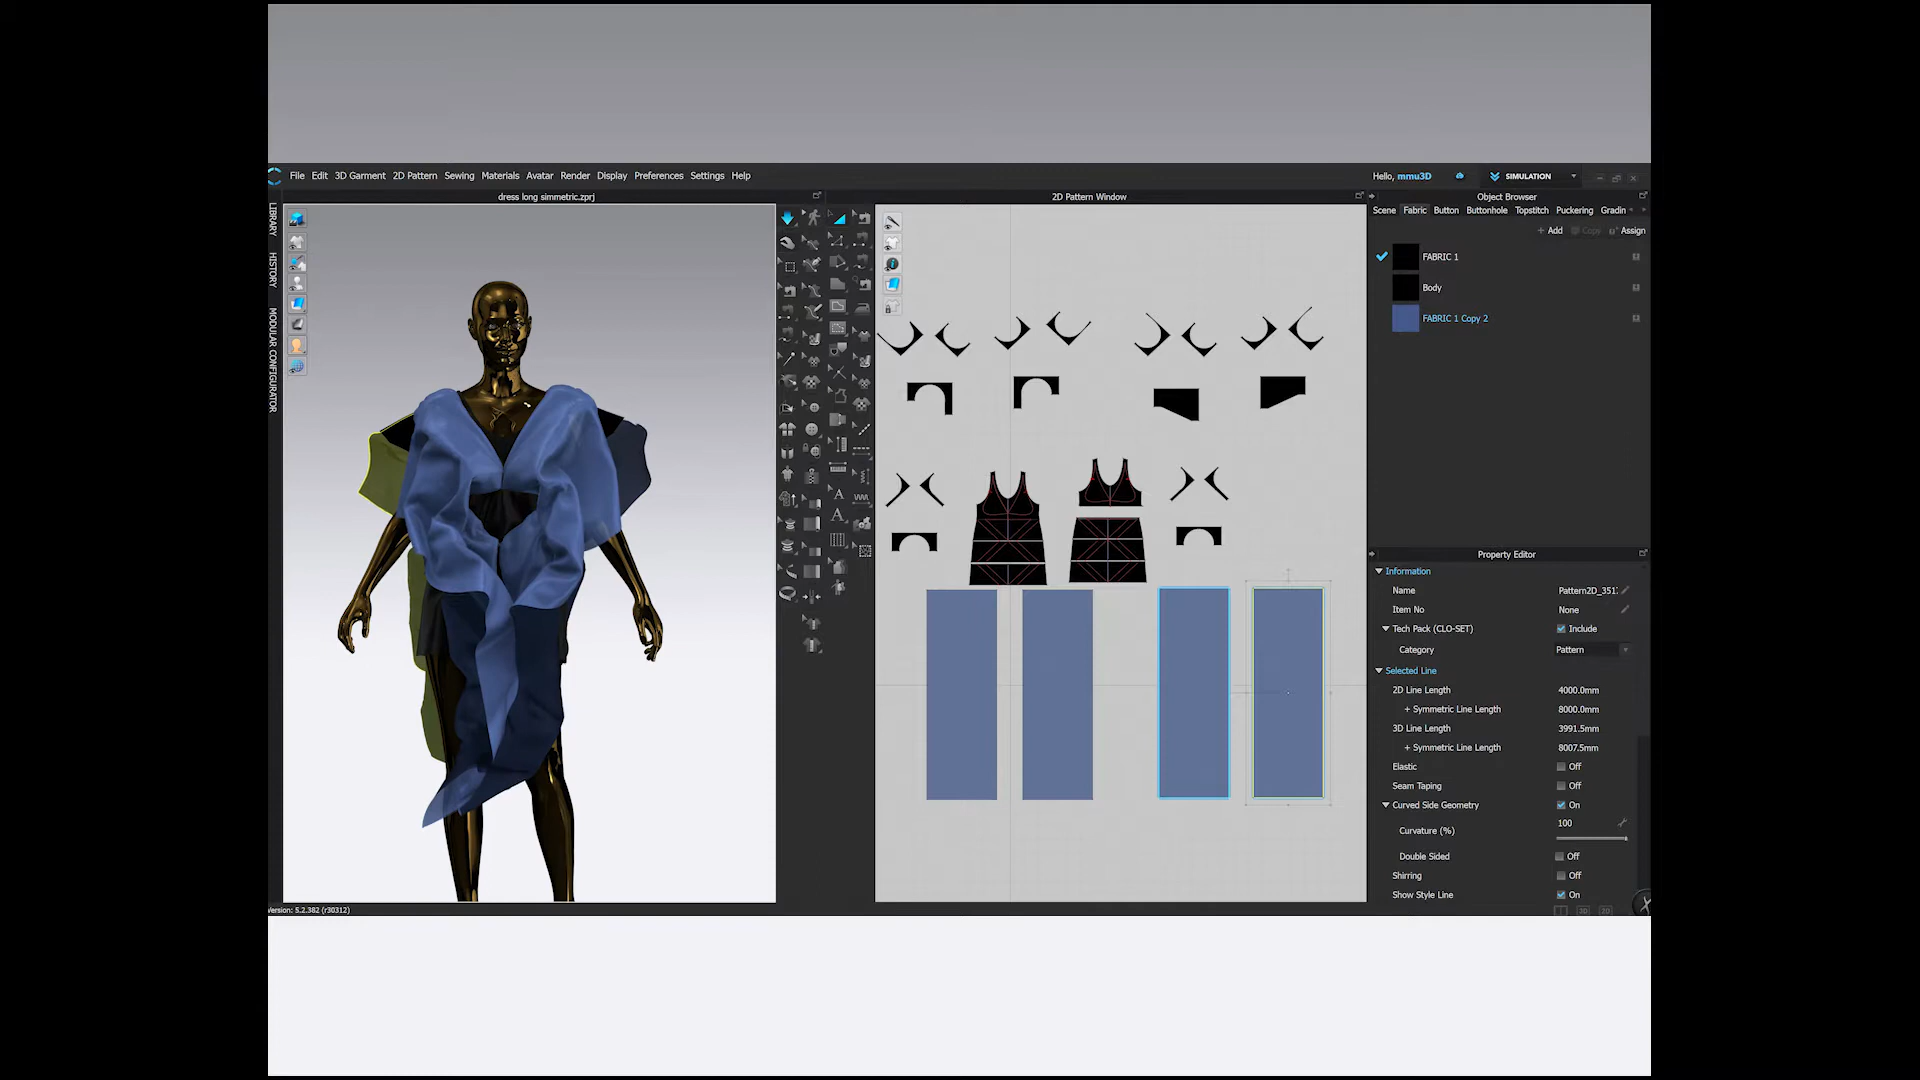 File Edit 3D Garment 2D Pattern Sewing Materials Avatar Render Display Preferences Settings Help
Hello, mmu3D
SIMULATION
dress long simmetric.zprj
2D Pattern Window
Object Browser
Scene Fabric Button Buttonhole Topstitch Puckering Gradin
+ Add Copy Assign
FABRIC 1
Body
FABRIC 1 Copy 2
LIBRARY
HISTORY
MODULAR CONFIGURATOR
A
A
Property Editor
Information
Name Pattern2D_351
Item No None
Tech Pack (CLO-SET) Include
Category Pattern
Selected Line
2D Line Length 4000.0mm
+ Symmetric Line Length 8000.0mm
3D Line Length 3991.5mm
+ Symmetric Line Length 8007.5mm
Elastic Off
Seam Taping Off
Curved Side Geometry On
Curvature (%) 100
Double Sided Off
Shirring Off
Show Style Line On
3D 2D
Version: 5.2.382 (r30312)